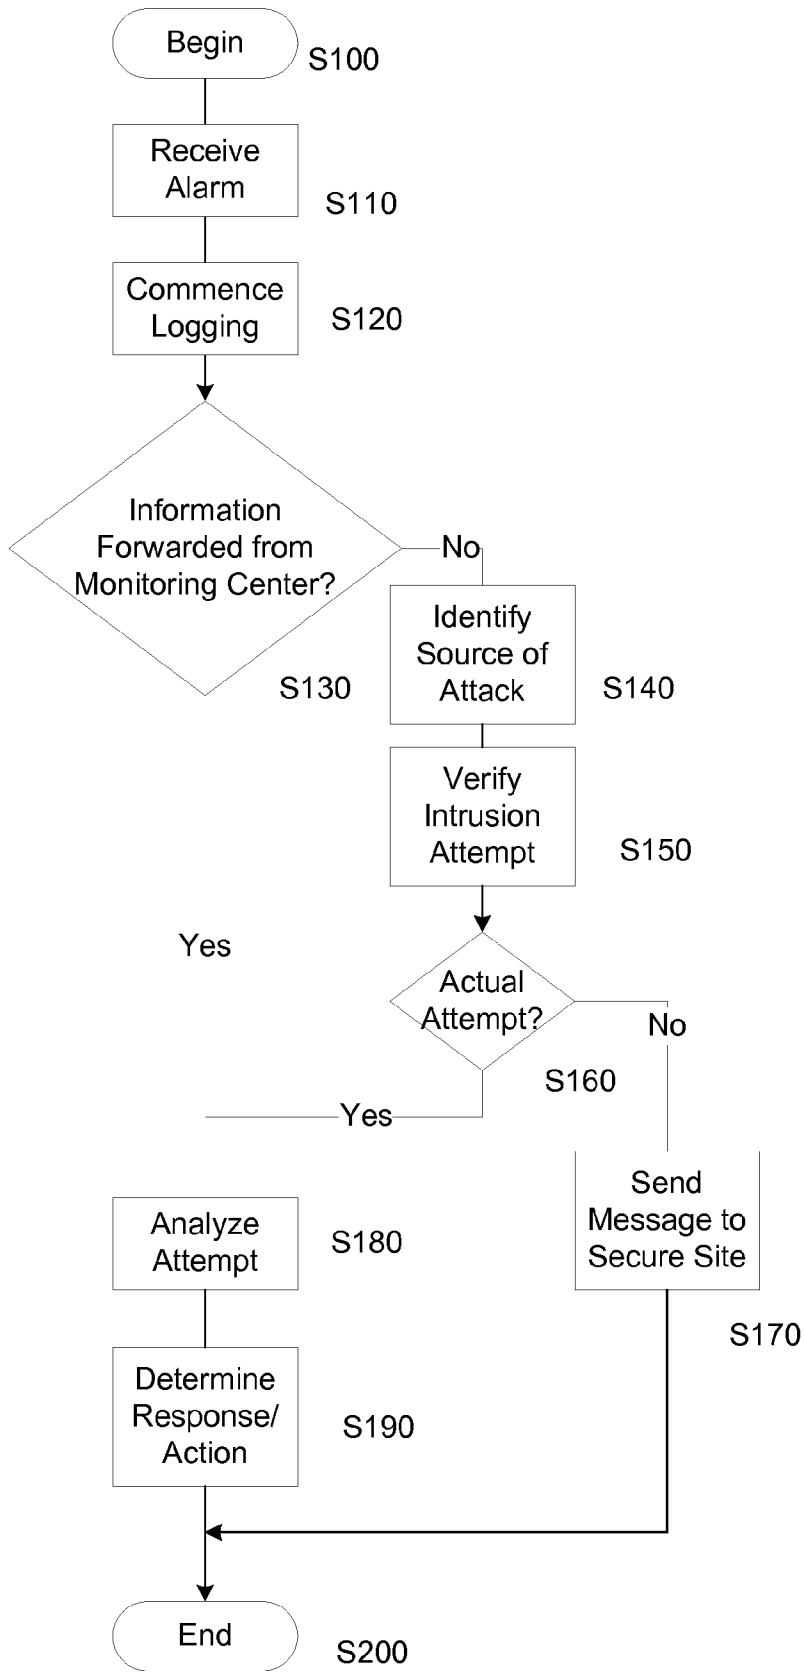 Begin
S100
Receive
Alarm
S110
Commence
Logging
S120
Information
Forwarded from
Monitoring Center?
No
S130
Identify
Source of
Attack
S140
Verify
Intrusion
Attempt
S150
Yes
Actual
Attempt?
No
S160
Yes
Send
Message to
Secure Site
S170
Analyze
Attempt
S180
Determine
Response/
Action
S190
End
S200